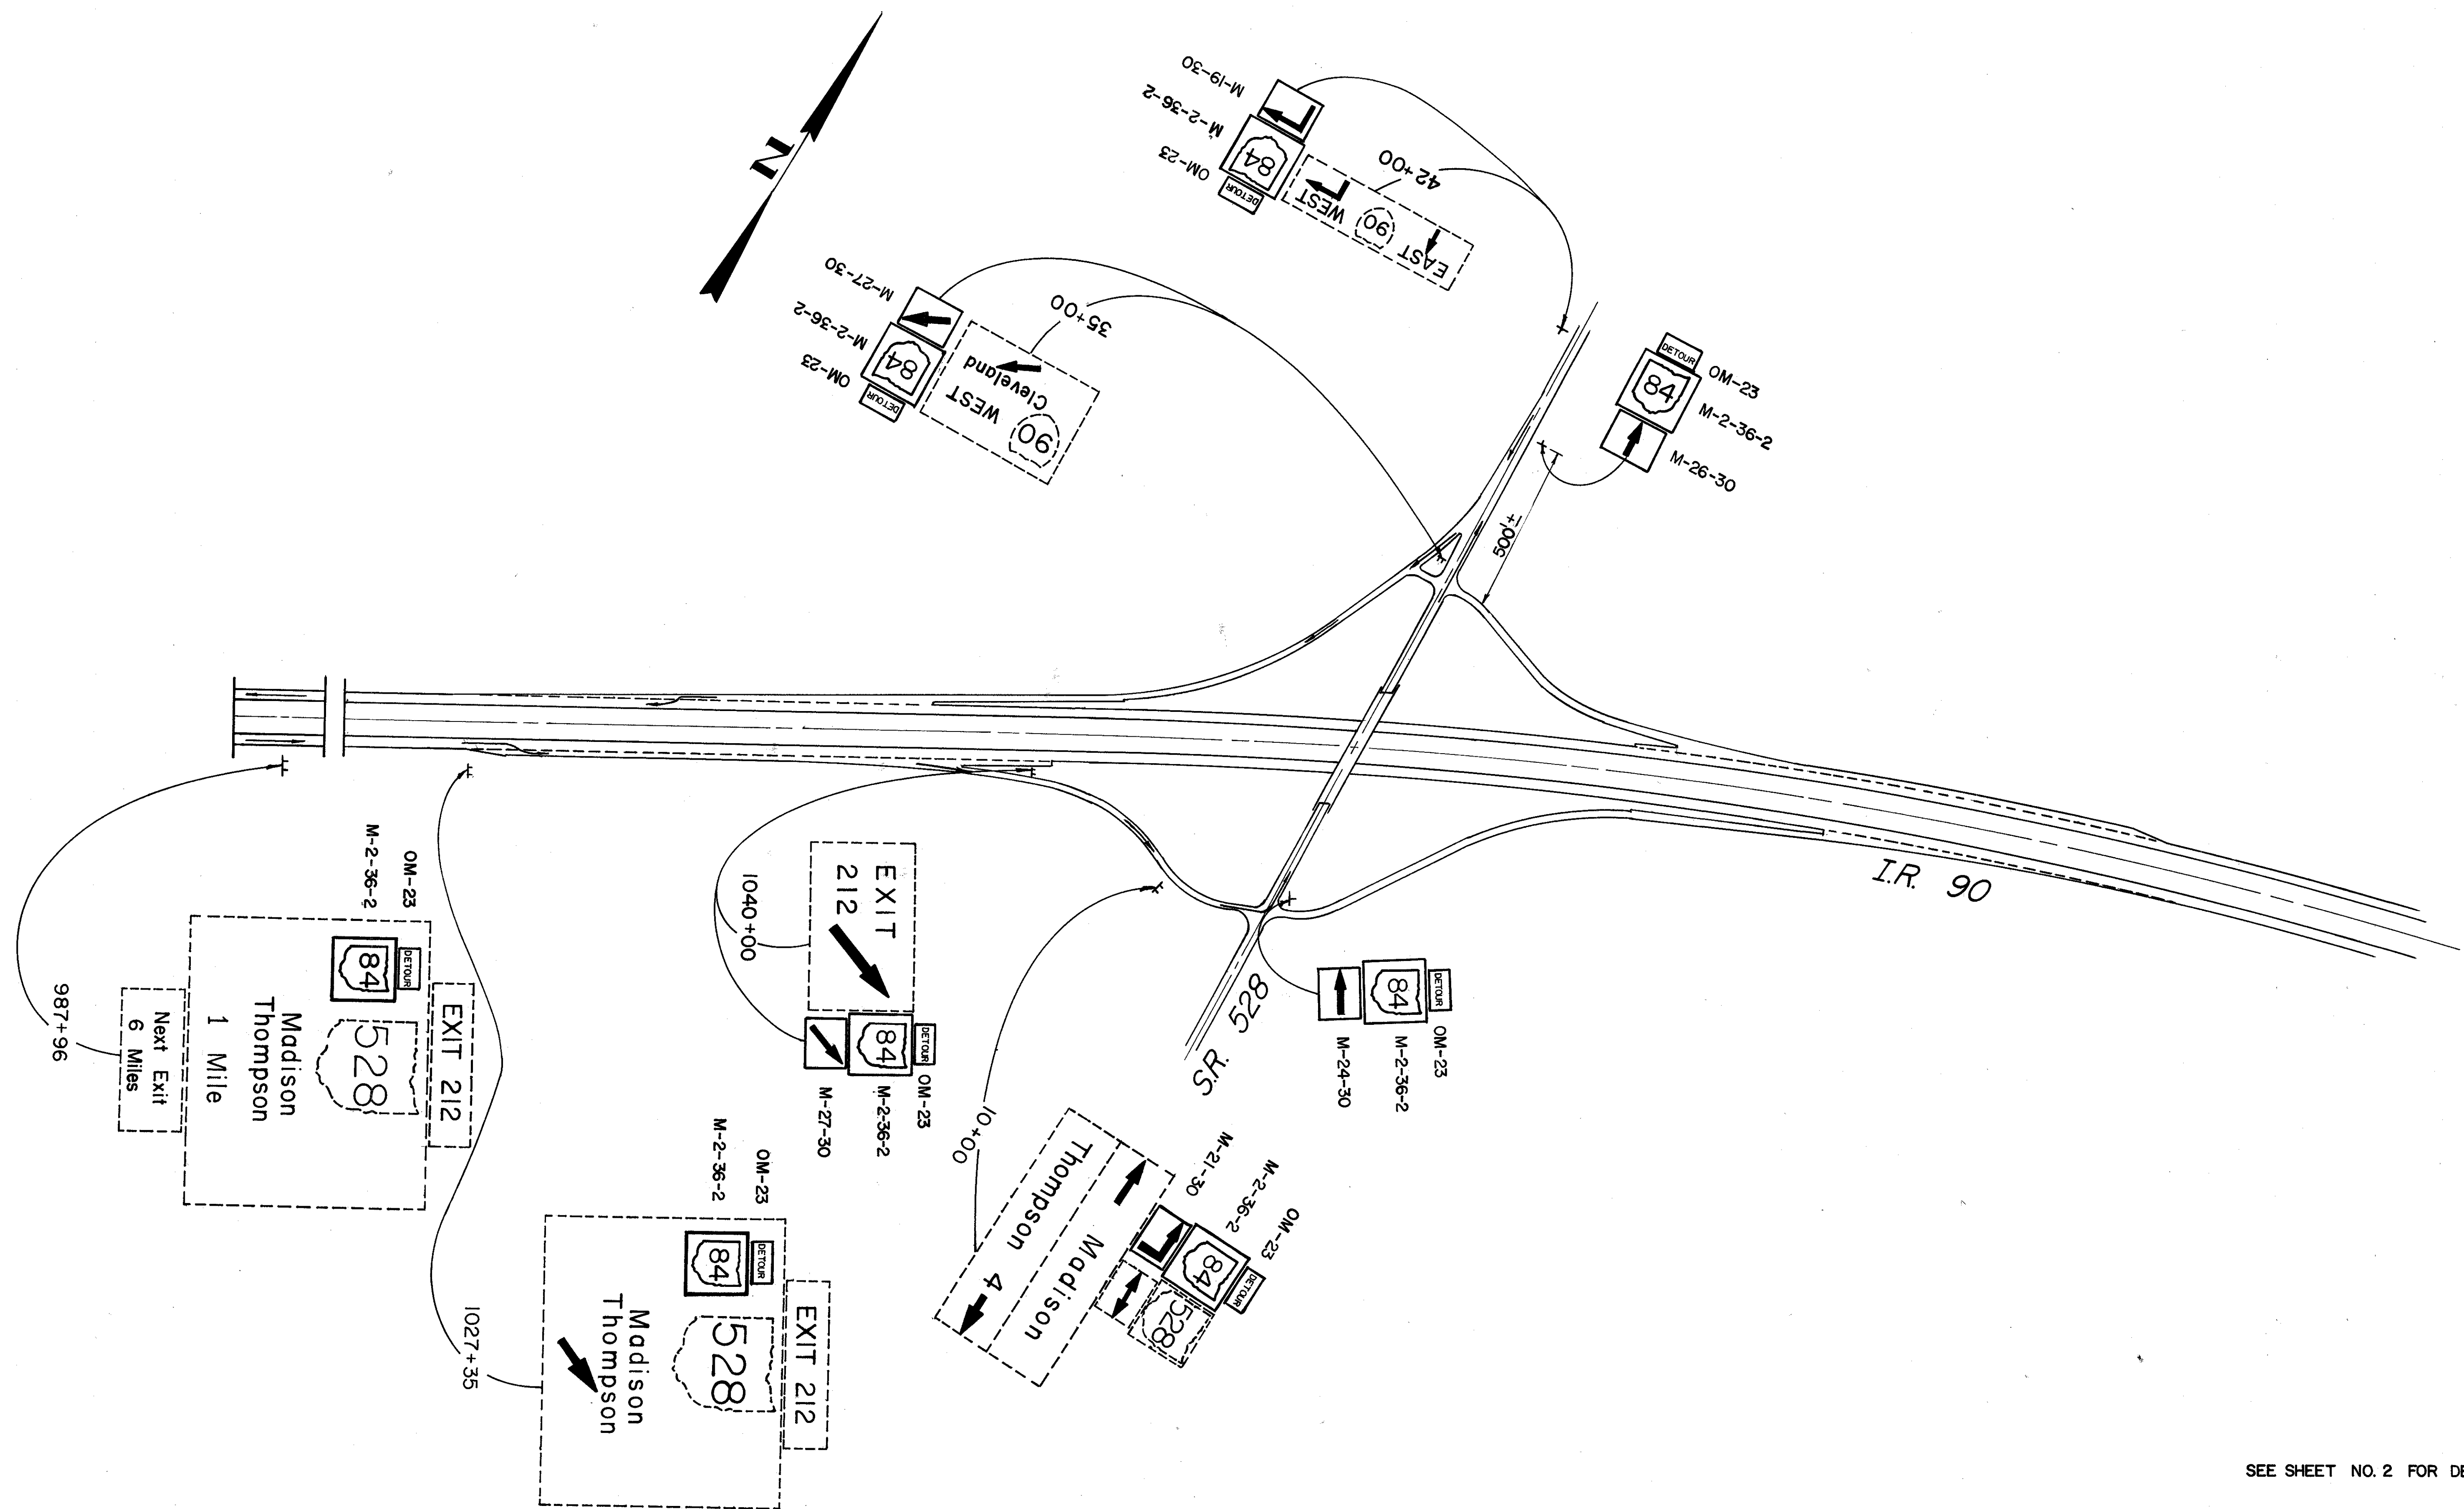 N
M-19-30
M-2-36-2
OM-23
84
DETOUR
42+00
WEST
90
EAST
M-27-30
M-2-36-2
OM-23
84
DETOUR
35+00
Cleveland
WEST
90
DETOUR
84
OM-23
M-2-36-2
M-26-30
500'±
I.R. 90
S.R. 528
987+96
M-2-36-2
OM-23
DETOUR
84
EXIT 212
528
Madison
Thompson
1 Mile
Next Exit
6 Miles
1040+00
EXIT
212
DETOUR
84
OM-23
M-2-36-2
M-27-30
DETOUR
84
OM-23
M-2-36-2
M-24-30
10+00
M-21-30
M-2-36-2
OM-23
DETOUR
84
528
Madison
Thompson 4
1027+35
M-2-36-2
OM-23
DETOUR
84
EXIT 212
528
Madison
Thompson
SEE SHEET NO. 2 FOR DE